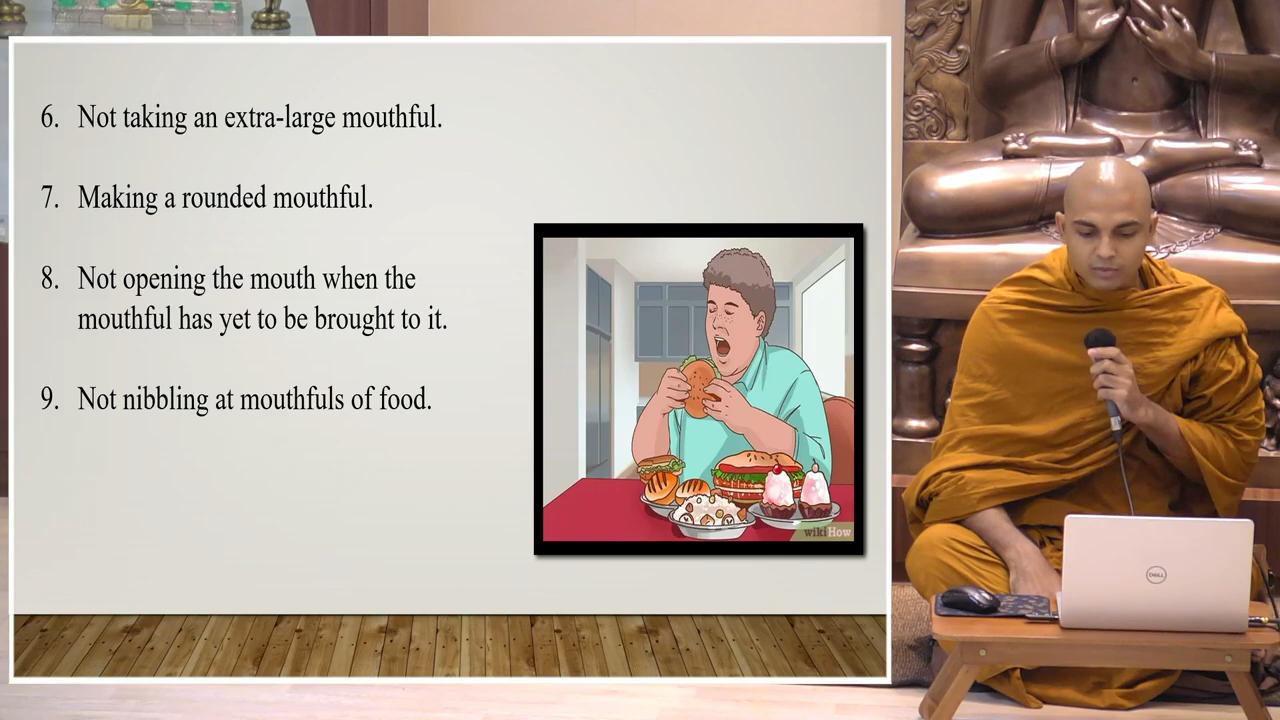 6. Not taking an extra-large mouthful.
7. Making a rounded mouthful.
8. Not opening the mouth when the
mouthful has yet to be brought to it.
9. Not nibbling at mouthfuls of food.
wikiHow
DELL